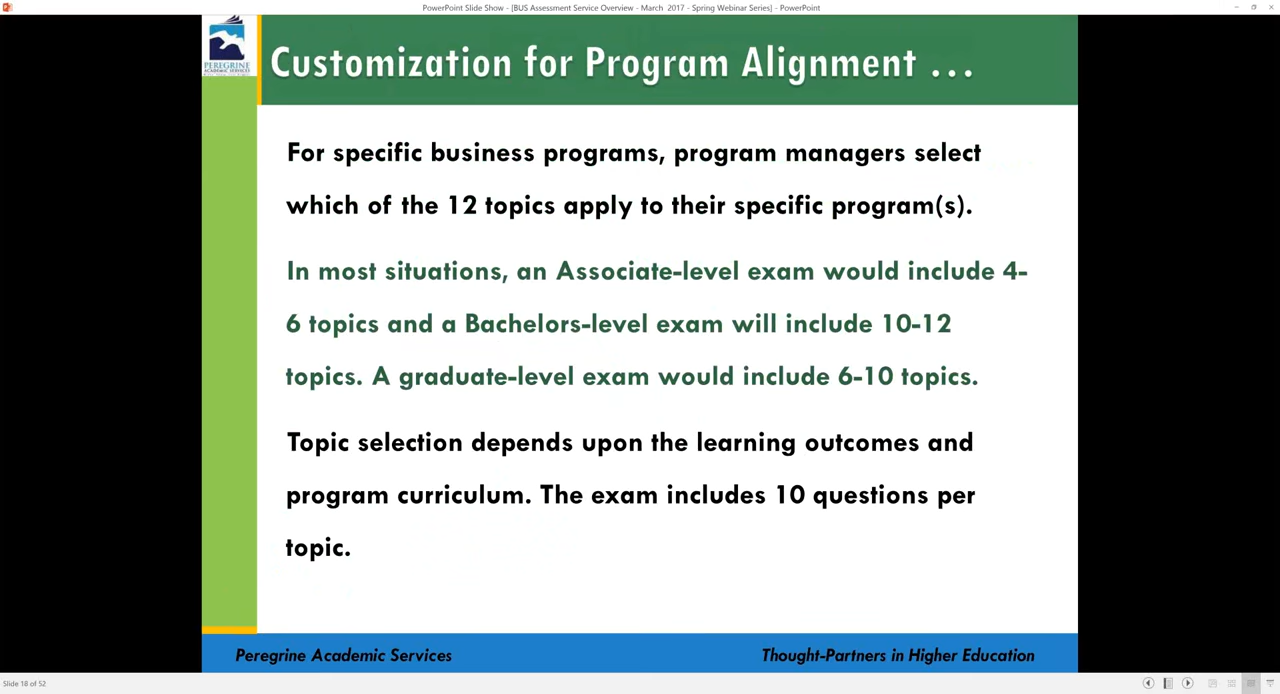 PowerPoint Slide Show - [BUS Assessment Service Overview - March 2017 - Spring Webinar Series] - PowerPoint
PEREGRINE
ACADEMIC SERVICES
Customization for Program Alignment ...
For specific business programs, program managers select
which of the 12 topics apply to their specific program(s).
In most situations, an Associate-level exam would include 4-
6 topics and a Bachelors-level exam will include 10-12
topics. A graduate-level exam would include 6-10 topics.
Topic selection depends upon the learning outcomes and
program curriculum. The exam includes 10 questions per
topic.
Peregrine Academic Services
Thought-Partners in Higher Education
Slide 18 of 52